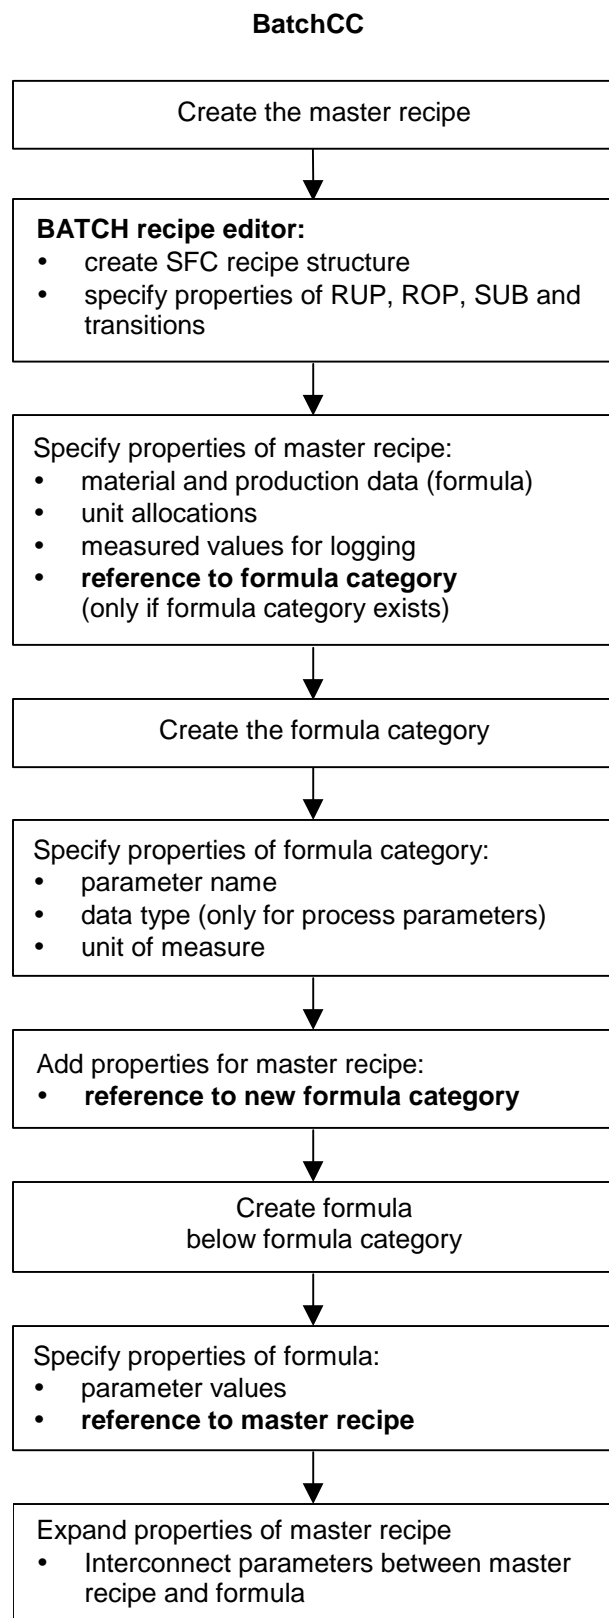 BatchCC
Create the master recipe
BATCH recipe editor:
• create SFC recipe structure
• specify properties of RUP, ROP, SUB and
transitions
Specify properties of master recipe:
• material and production data (formula)
• unit allocations
• measured values for logging
• reference to formula category
(only if formula category exists)
Create the formula category
Specify properties of formula category:
• parameter name
• data type (only for process parameters)
• unit of measure
Add properties for master recipe:
• reference to new formula category
Create formula
below formula category
Specify properties of formula:
• parameter values
• reference to master recipe
Expand properties of master recipe
• Interconnect parameters between master
recipe and formula